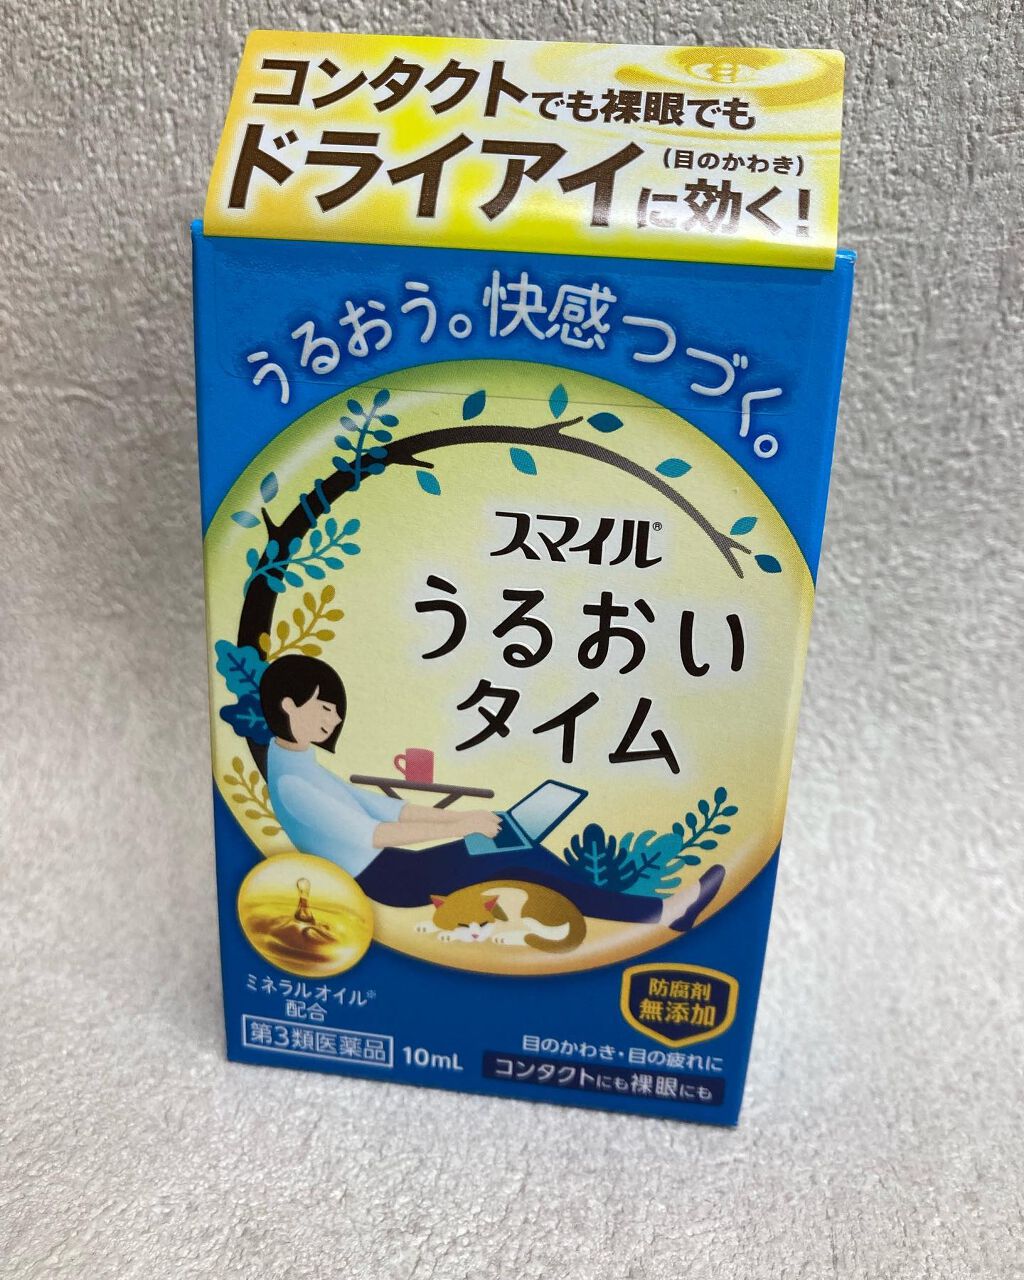 コンタクトでも裸眼でも
ドライアイ(目のかわき)に効く!
うるおう。快感つづく。
スマイル®
うるおい
タイム
ミネラルオイル※
配合
第3類医薬品 10mL
防腐剤
無添加
目のかわき・目の疲れに
コンタクトにも裸眼にも